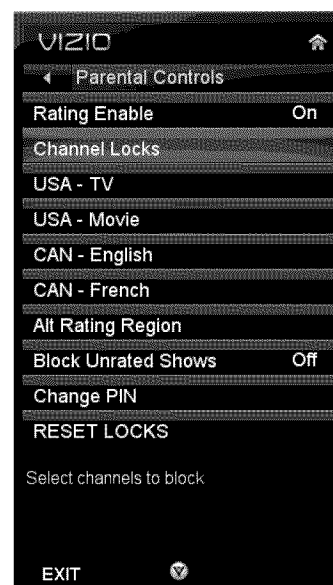 VIZIO
Parental Controls
Rating Enable On
Channel Locks
USA - TV
USA - Movie
CAN - English
CAN - French
Alt Rating Region
Block Unrated Shows Off
Change PIN
RESET LOCKS
Select channels to block
EXIT